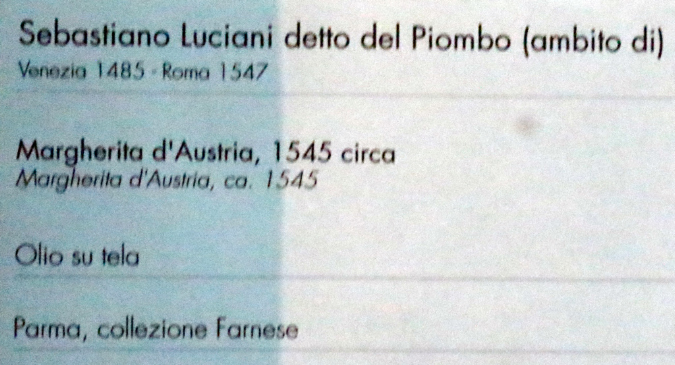 Sebastiano Luciani detto del Piombo (ambito di)
Venezia 1485 - Roma 1547
Margherita d'Austria, 1545 circa
Margherita d'Austria, ca. 1545
Olio su tela
Parma, collezione Farnese